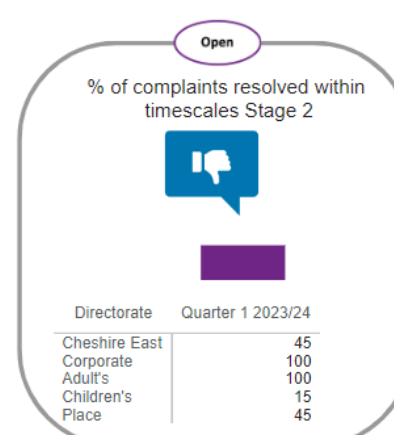 Open
% of complaints resolved within
timescales Stage 2
Directorate Quarter 1 2023/24
Cheshire East 45
Corporate 100
Adult's 100
Children's 15
Place 45